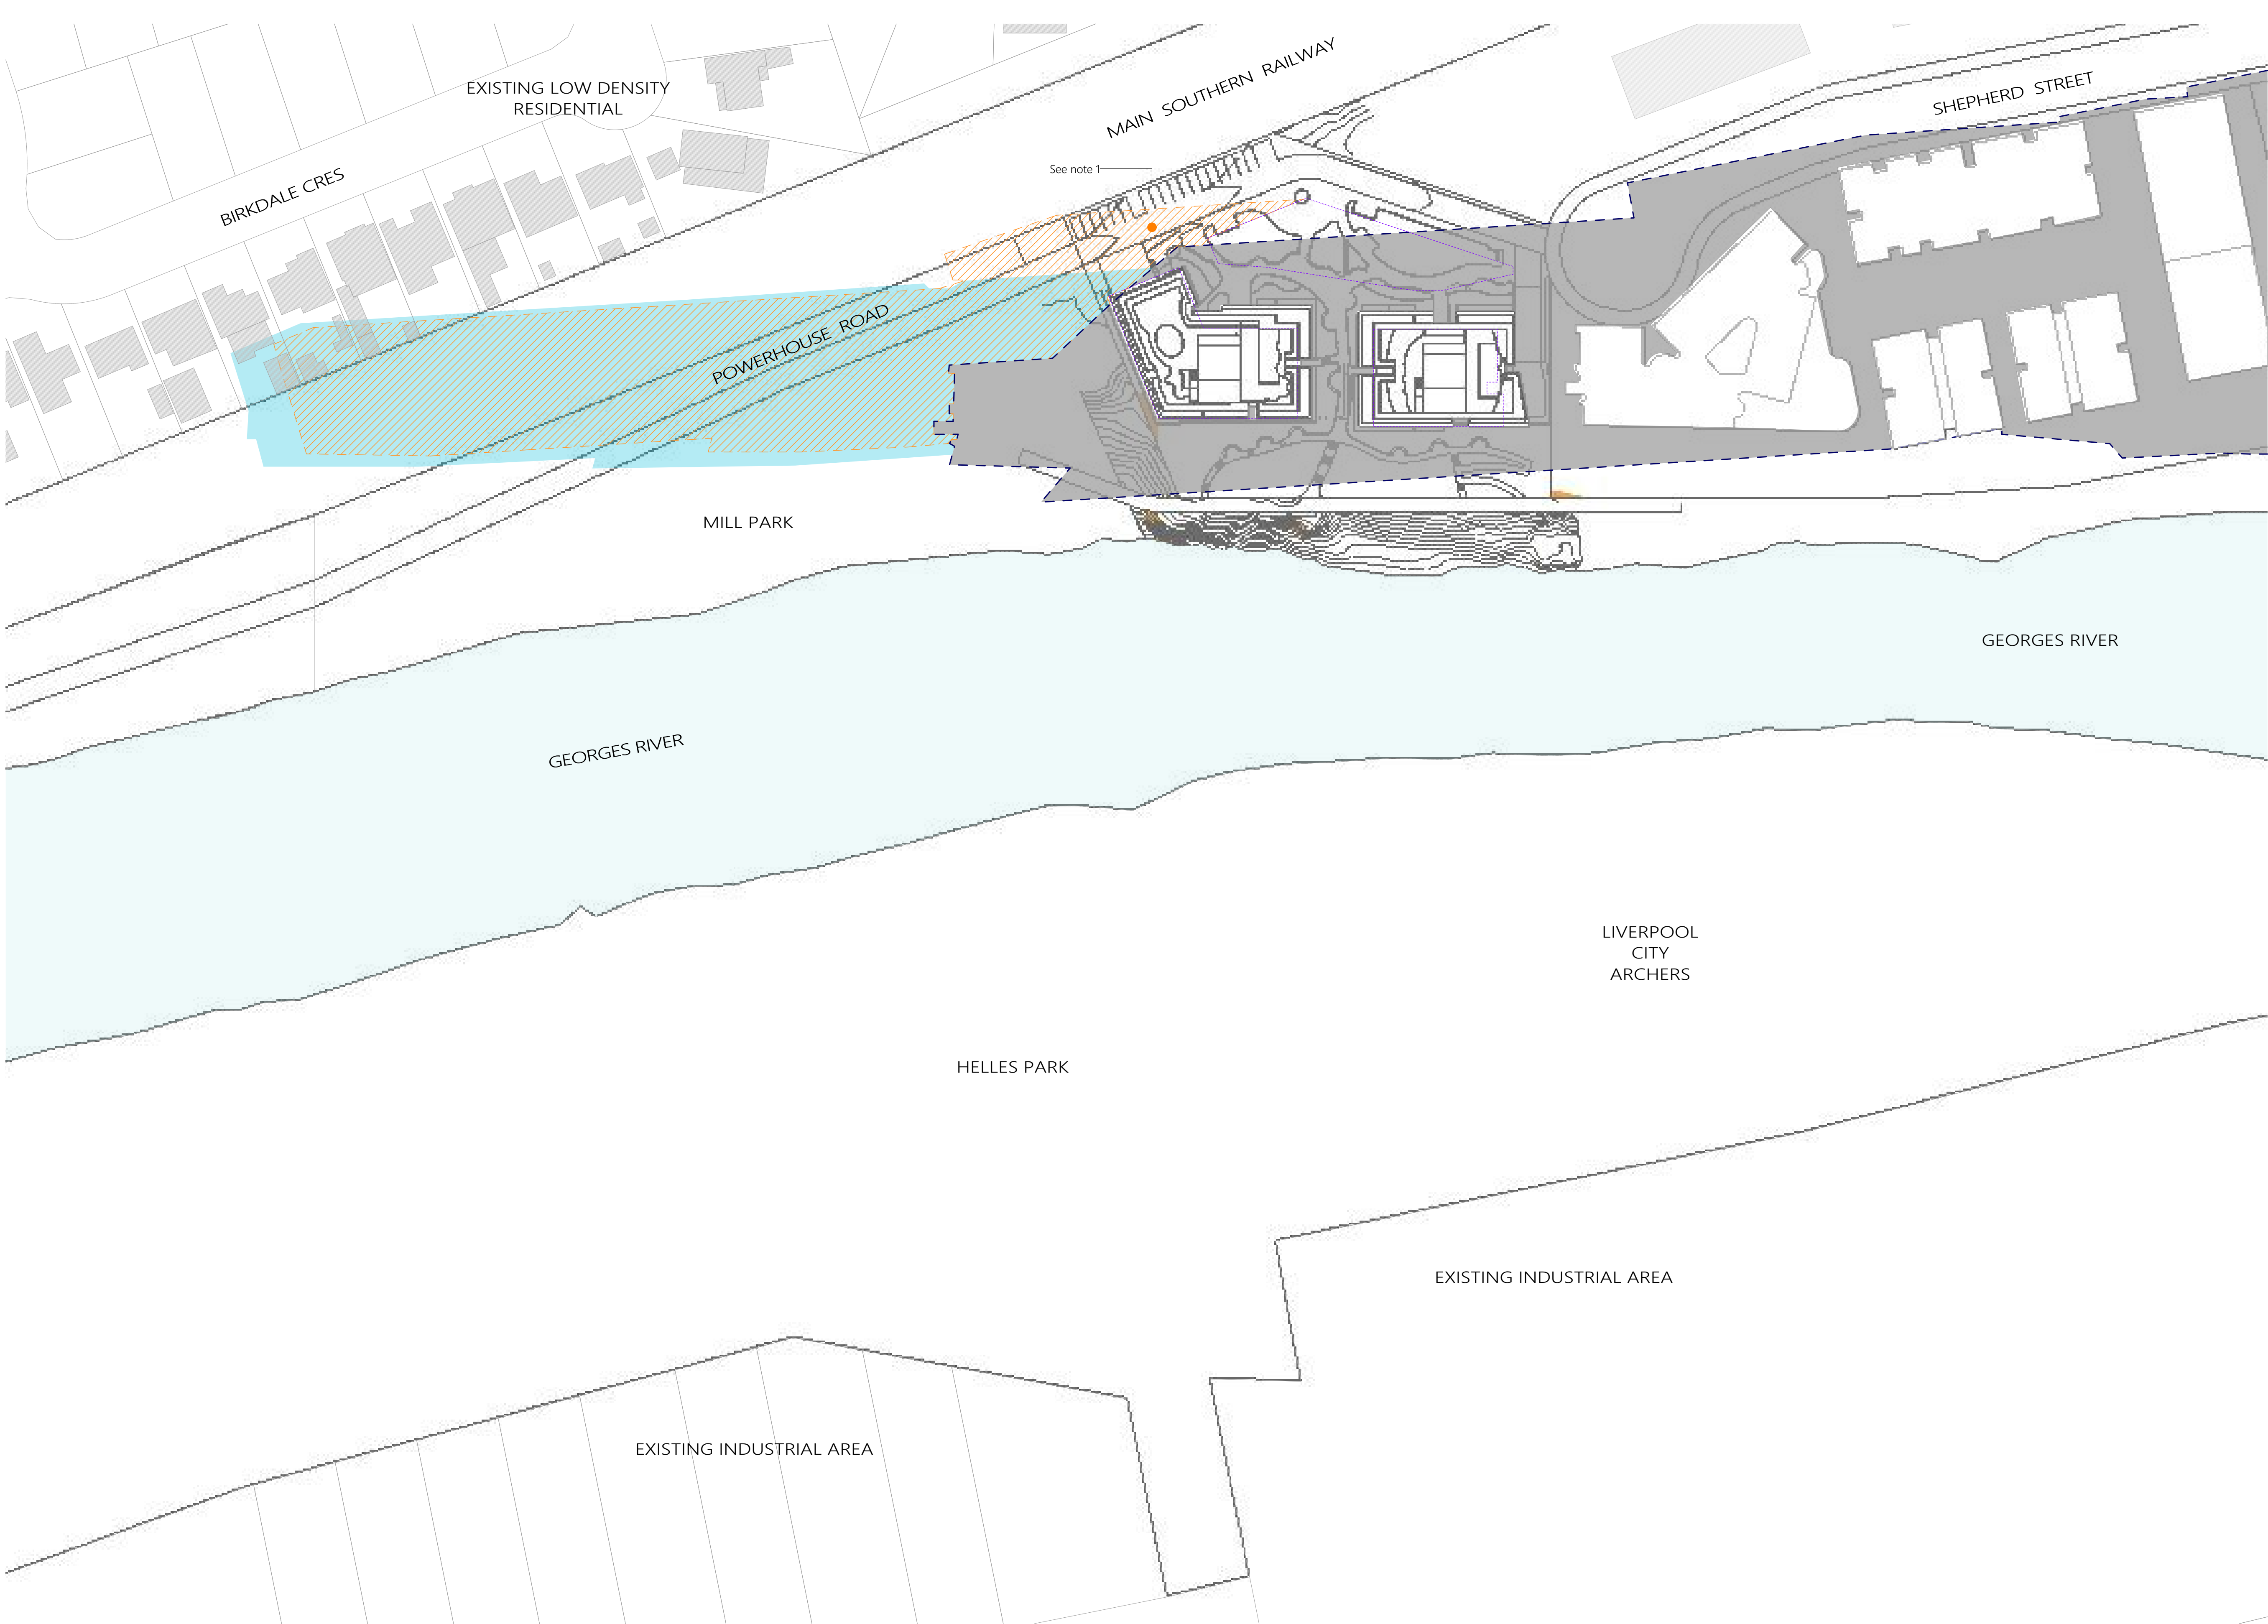 MAIN SOUTHERN RAILWAY
SHEPHERD STREET
EXISTING LOW DENSITY
RESIDENTIAL
See note 1
BIRKDALE CRES
POWERHOUSE ROAD
MILL PARK
GEORGES RIVER
GEORGES RIVER
LIVERPOOL
CITY
ARCHERS
HELLES PARK
EXISTING INDUSTRIAL AREA
EXISTING INDUSTRIAL AREA